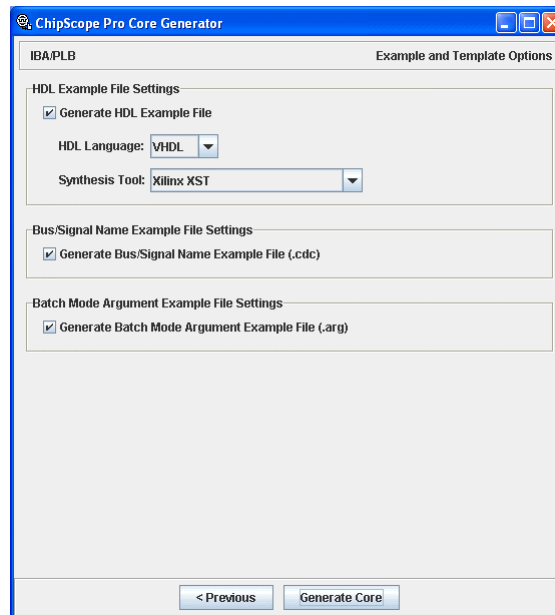 ChipScope Pro Core Generator
IBA/PLB Example and Template Options
HDL Example File Settings
Generate HDL Example File
HDL Language: VHDL
Synthesis Tool: Xilinx XST
Bus/Signal Name Example File Settings
Generate Bus/Signal Name Example File (.cdc)
Batch Mode Argument Example File Settings
Generate Batch Mode Argument Example File (.arg)
< Previous Generate Core